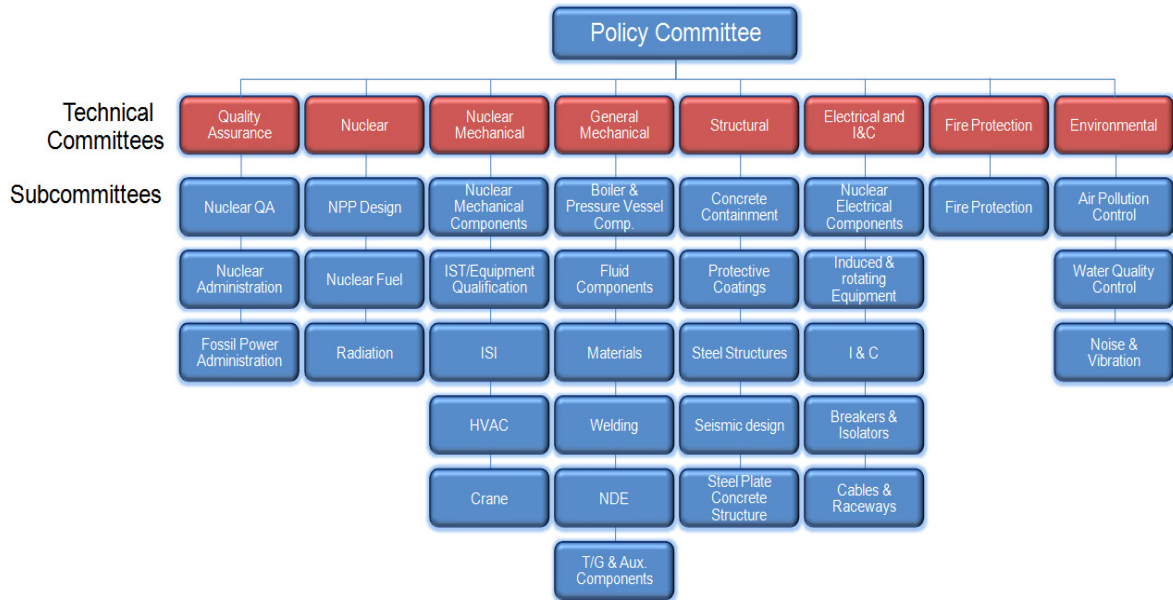 Policy Committee
Technical
Committees
Quality
Assurance
Nuclear
Nuclear
Mechanical
General
Mechanical
Structural
Electrical and
I&C
Fire Protection
Environmental
Subcommittees
Nuclear QA
NPP Design
Nuclear
Mechanical
Components
Boiler &
Pressure Vessel
Comp.
Concrete
Containment
Nuclear
Electrical
Components
Fire Protection
Air Pollution
Control
Nuclear
Administration
Nuclear Fuel
IST/Equipment
Qualification
Fluid
Components
Protective
Coatings
Induced &
rotating
Equipment
Water Quality
Control
Fossil Power
Administration
Radiation
ISI
Materials
Steel Structures
I & C
Noise &
Vibration
HVAC
Welding
Seismic design
Breakers &
Isolators
Crane
NDE
Steel Plate
Concrete
Structure
Cables &
Raceways
T/G & Aux.
Components